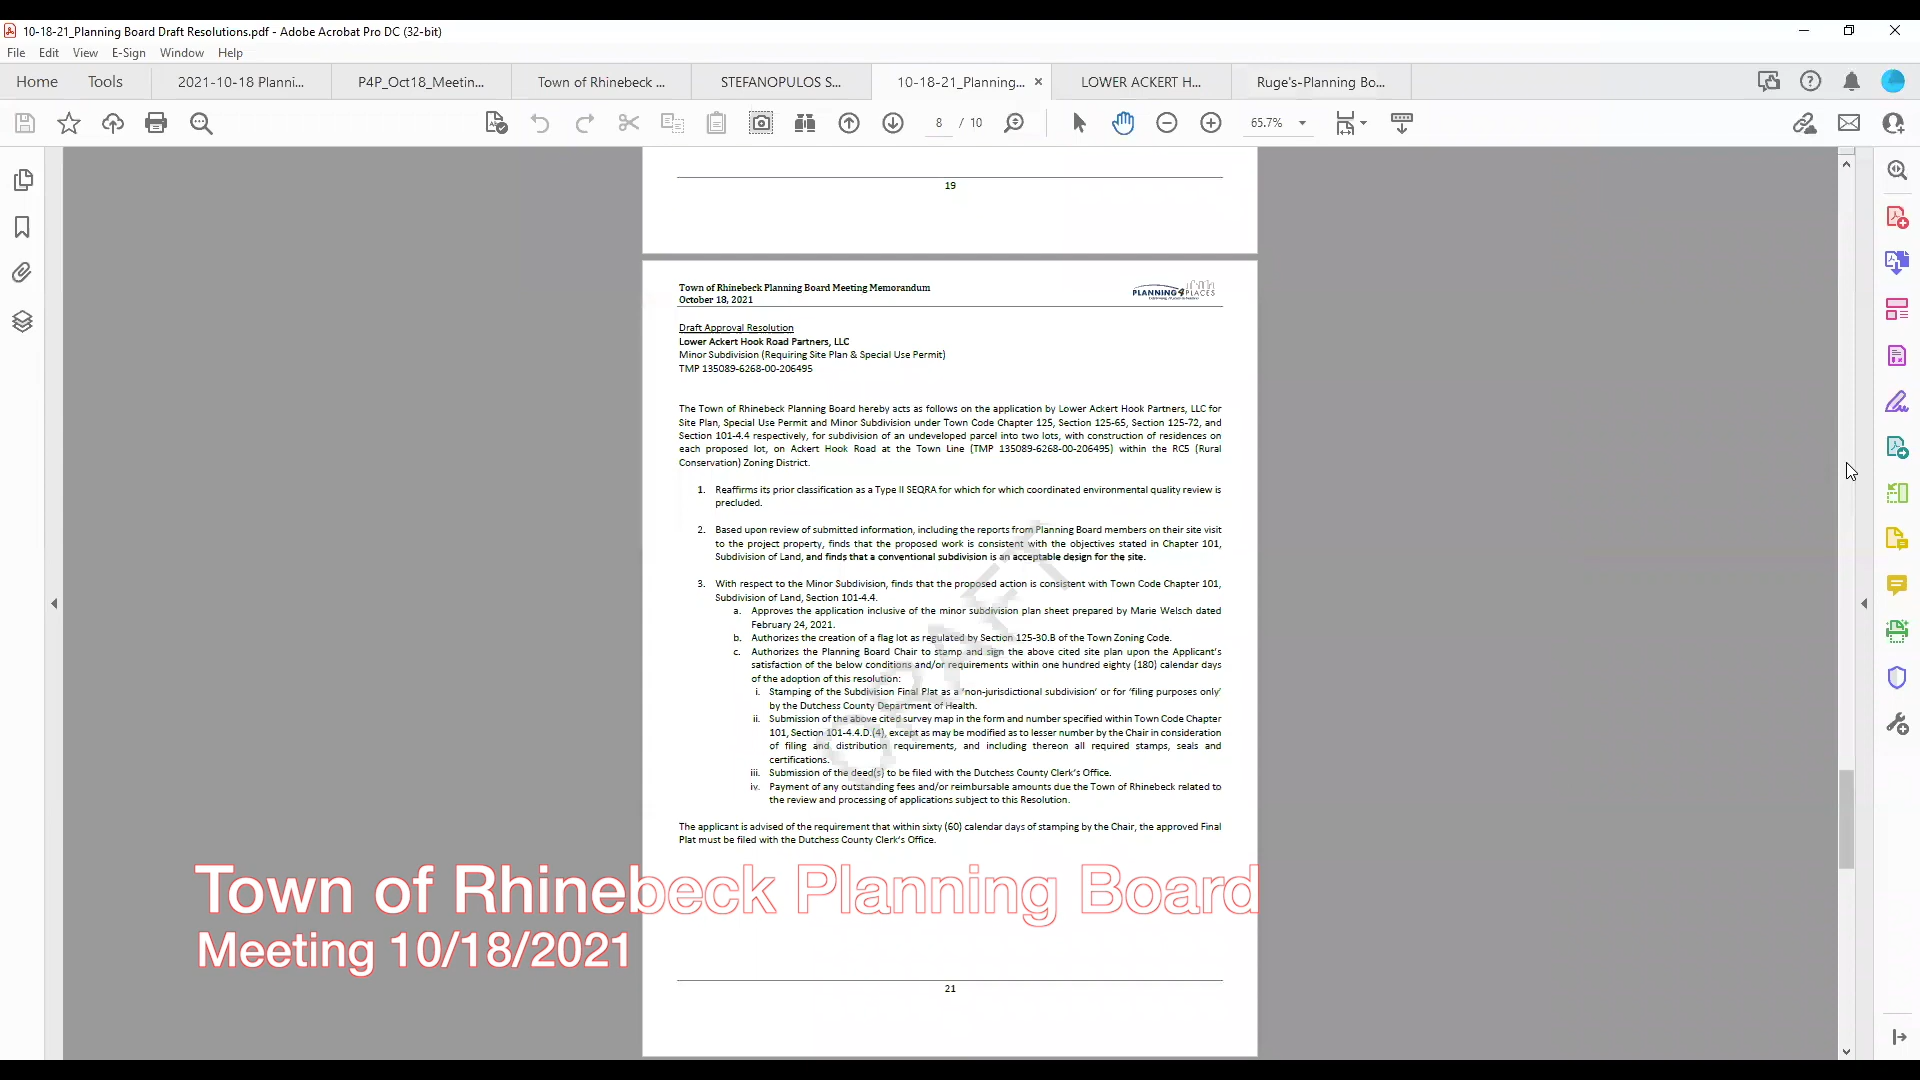 10-18-21_Planning Board Draft Resolutions.pdf - Adobe Acrobat Pro DC (32-bit)
File Edit View E-Sign Window Help
Home Tools 2021-10-18 Planni... P4P_Oct18_Meetin... Town of Rhinebeck ... STEFANOPULOS S... 10-18-21_Planning... LOWER ACKERT H... Ruge's-Planning Bo...
8 / 10 65.7%
19
Town of Rhinebeck Planning Board Meeting Memorandum
October 18, 2021
PLANNING4PLACES
Draft Approval Resolution
Lower Ackert Hook Road Partners, LLC
Minor Subdivision (Requiring Site Plan & Special Use Permit)
TMP 135089-6268-00-206495
The Town of Rhinebeck Planning Board hereby acts as follows on the application by Lower Ackert Hook Partners, LLC for
Site Plan, Special Use Permit and Minor Subdivision under Town Code Chapter 125, Section 125-65, Section 125-72, and
Section 101-4.4 respectively, for subdivision of an undeveloped parcel into two lots, with construction of residences on
each proposed lot, on Ackert Hook Road at the Town Line (TMP 135089-6268-00-206495) within the RC5 (Rural
Conservation) Zoning District.
1. Reaffirms its prior classification as a Type II SEQRA for which for which coordinated environmental quality review is
precluded.
2. Based upon review of submitted information, including the reports from Planning Board members on their site visit
to the project property, finds that the proposed work is consistent with the objectives stated in Chapter 101,
Subdivision of Land, and finds that a conventional subdivision is an acceptable design for the site.
3. With respect to the Minor Subdivision, finds that the proposed action is consistent with Town Code Chapter 101,
Subdivision of Land, Section 101-4.4.
a. Approves the application inclusive of the minor subdivision plan sheet prepared by Marie Welsch dated
February 24, 2021.
b. Authorizes the creation of a flag lot as regulated by Section 125-30.B of the Town Zoning Code.
c. Authorizes the Planning Board Chair to stamp and sign the above cited site plan upon the Applicant's
satisfaction of the below conditions and/or requirements within one hundred eighty (180) calendar days
of the adoption of this resolution:
i. Stamping of the Subdivision Final Plat as a 'non-jurisdictional subdivision' or for 'filing purposes only'
by the Dutchess County Department of Health.
ii. Submission of the above cited survey map in the form and number specified within Town Code Chapter
101, Section 101-4.4.D.(4), except as may be modified as to lesser number by the Chair in consideration
of filing and distribution requirements, and including thereon all required stamps, seals and
certifications.
iii. Submission of the deed(s) to be filed with the Dutchess County Clerk's Office.
iv. Payment of any outstanding fees and/or reimbursable amounts due the Town of Rhinebeck related to
the review and processing of applications subject to this Resolution.
DRAFT
The applicant is advised of the requirement that within sixty (60) calendar days of stamping by the Chair, the approved Final
Plat must be filed with the Dutchess County Clerk's Office.
Town of Rhinebeck Planning Board
Meeting 10/18/2021
21